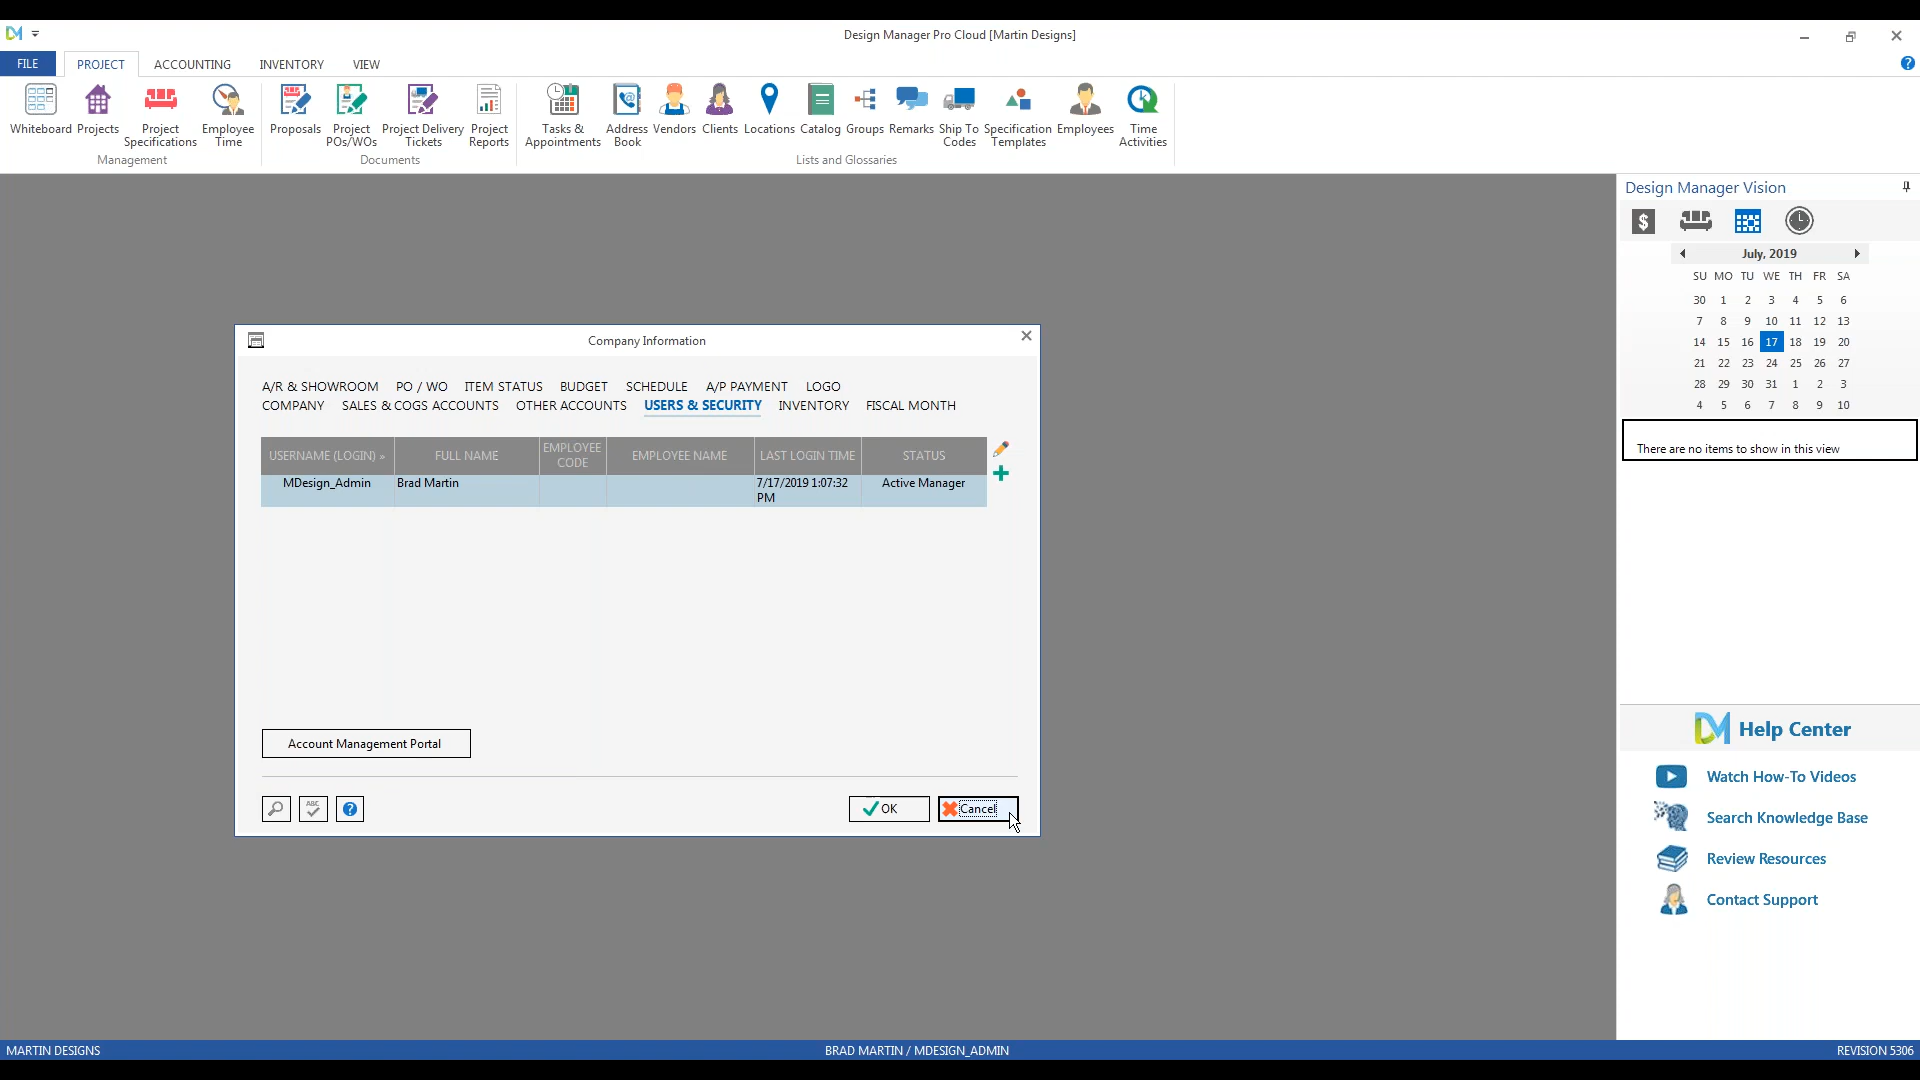 Design Manager Pro Cloud [Martin Designs]
FILE PROJECT ACCOUNTING INVENTORY VIEW
Whiteboard Projects Project Specifications Employee Time Proposals Project POs/WOs Project Delivery Tickets Project Reports Tasks & Appointments Address Book Vendors Clients Locations Catalog Groups Remarks Ship To Codes Specification Templates Employees Time Activities
Management Documents Lists and Glossaries
Design Manager Vision
$
July, 2019
SU MO TU WE TH FR SA
30 1 2 3 4 5 6
7 8 9 10 11 12 13
14 15 16 17 18 19 20
21 22 23 24 25 26 27
28 29 30 31 1 2 3
4 5 6 7 8 9 10
There are no items to show in this view
Company Information
A/R & SHOWROOM PO / WO ITEM STATUS BUDGET SCHEDULE A/P PAYMENT LOGO
COMPANY SALES & COGS ACCOUNTS OTHER ACCOUNTS USERS & SECURITY INVENTORY FISCAL MONTH
USERNAME (LOGIN) » FULL NAME EMPLOYEE CODE EMPLOYEE NAME LAST LOGIN TIME STATUS
MDesign_Admin Brad Martin 7/17/2019 1:07:32 PM Active Manager
Account Management Portal
ABC ? OK Cancel
DM Help Center
Watch How-To Videos
Search Knowledge Base
Review Resources
Contact Support
MARTIN DESIGNS BRAD MARTIN / MDESIGN_ADMIN REVISION 5306